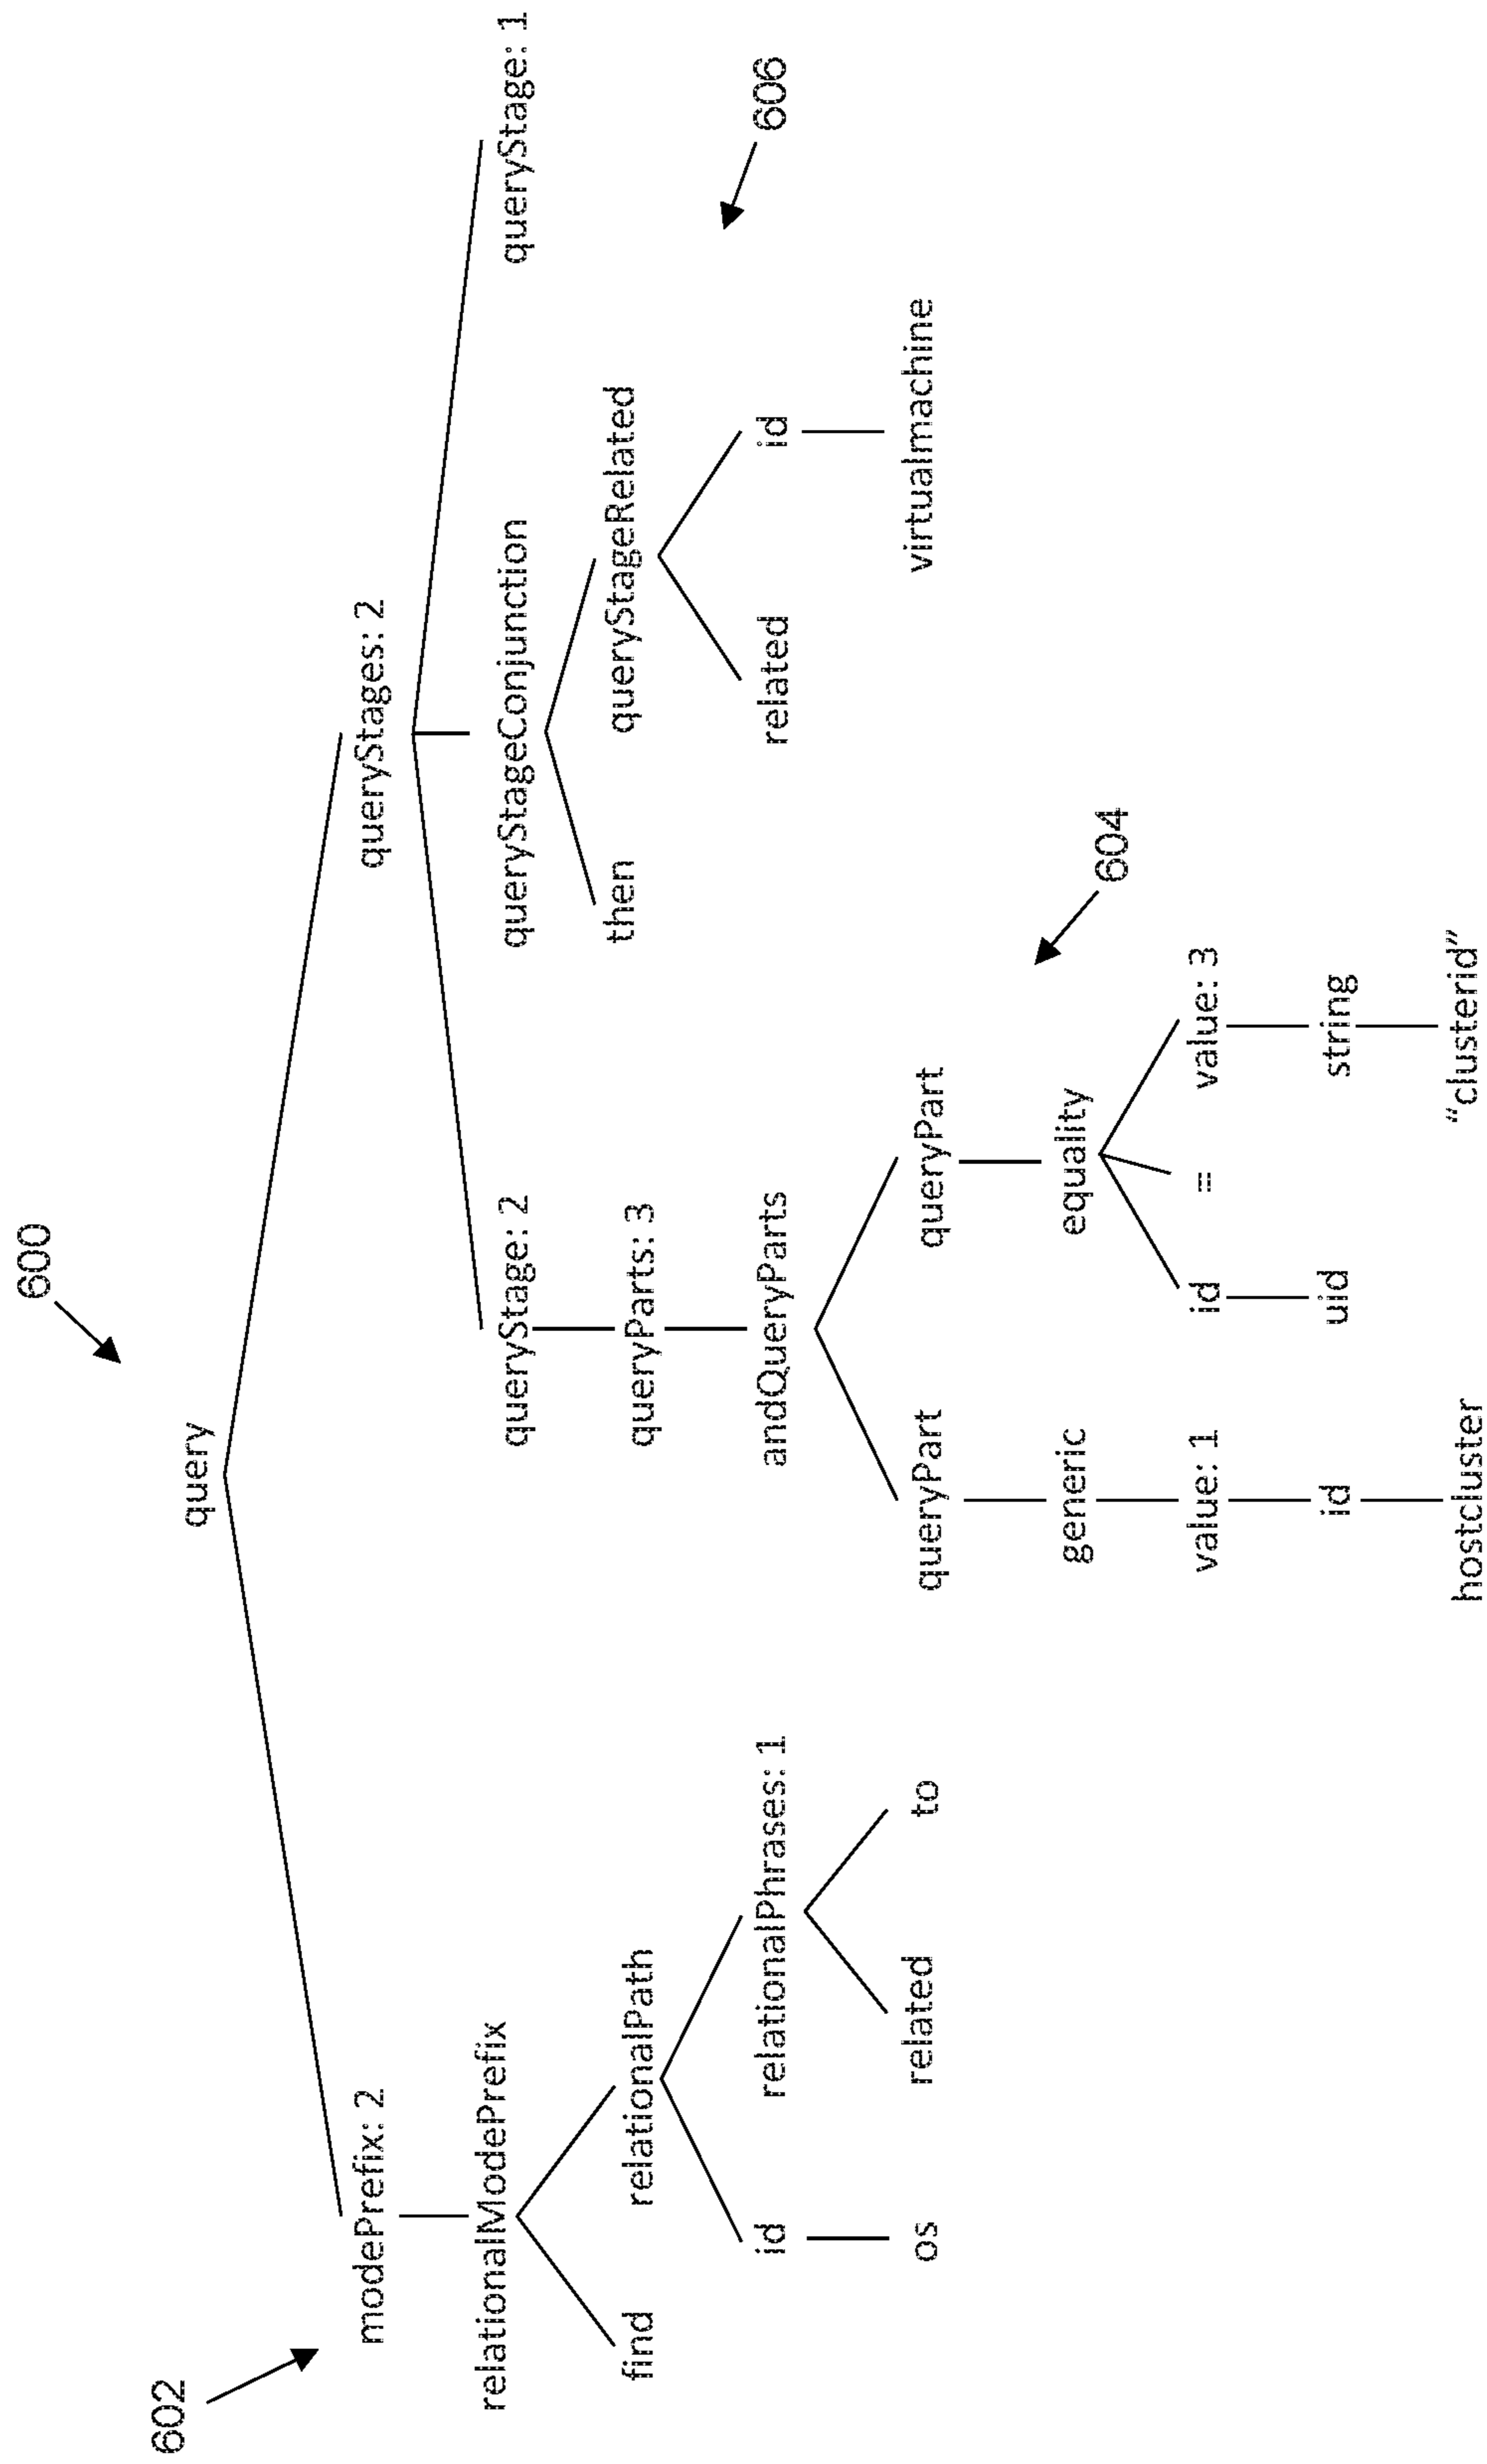 600
602
query
modePrefix: 2
queryStages: 2
relationalModePrefix
queryStage: 2
queryStageConjunction
queryStage: 1
find
relationalPath
queryParts: 3
then
queryStageRelated
id
relationalPhrases: 1
andQueryParts
related
id
606
os
related
to
queryPart
queryPart
virtualmachine
generic
equality
604
value: 1
id
=
value: 3
id
uid
string
hostcluster
“clusterid”